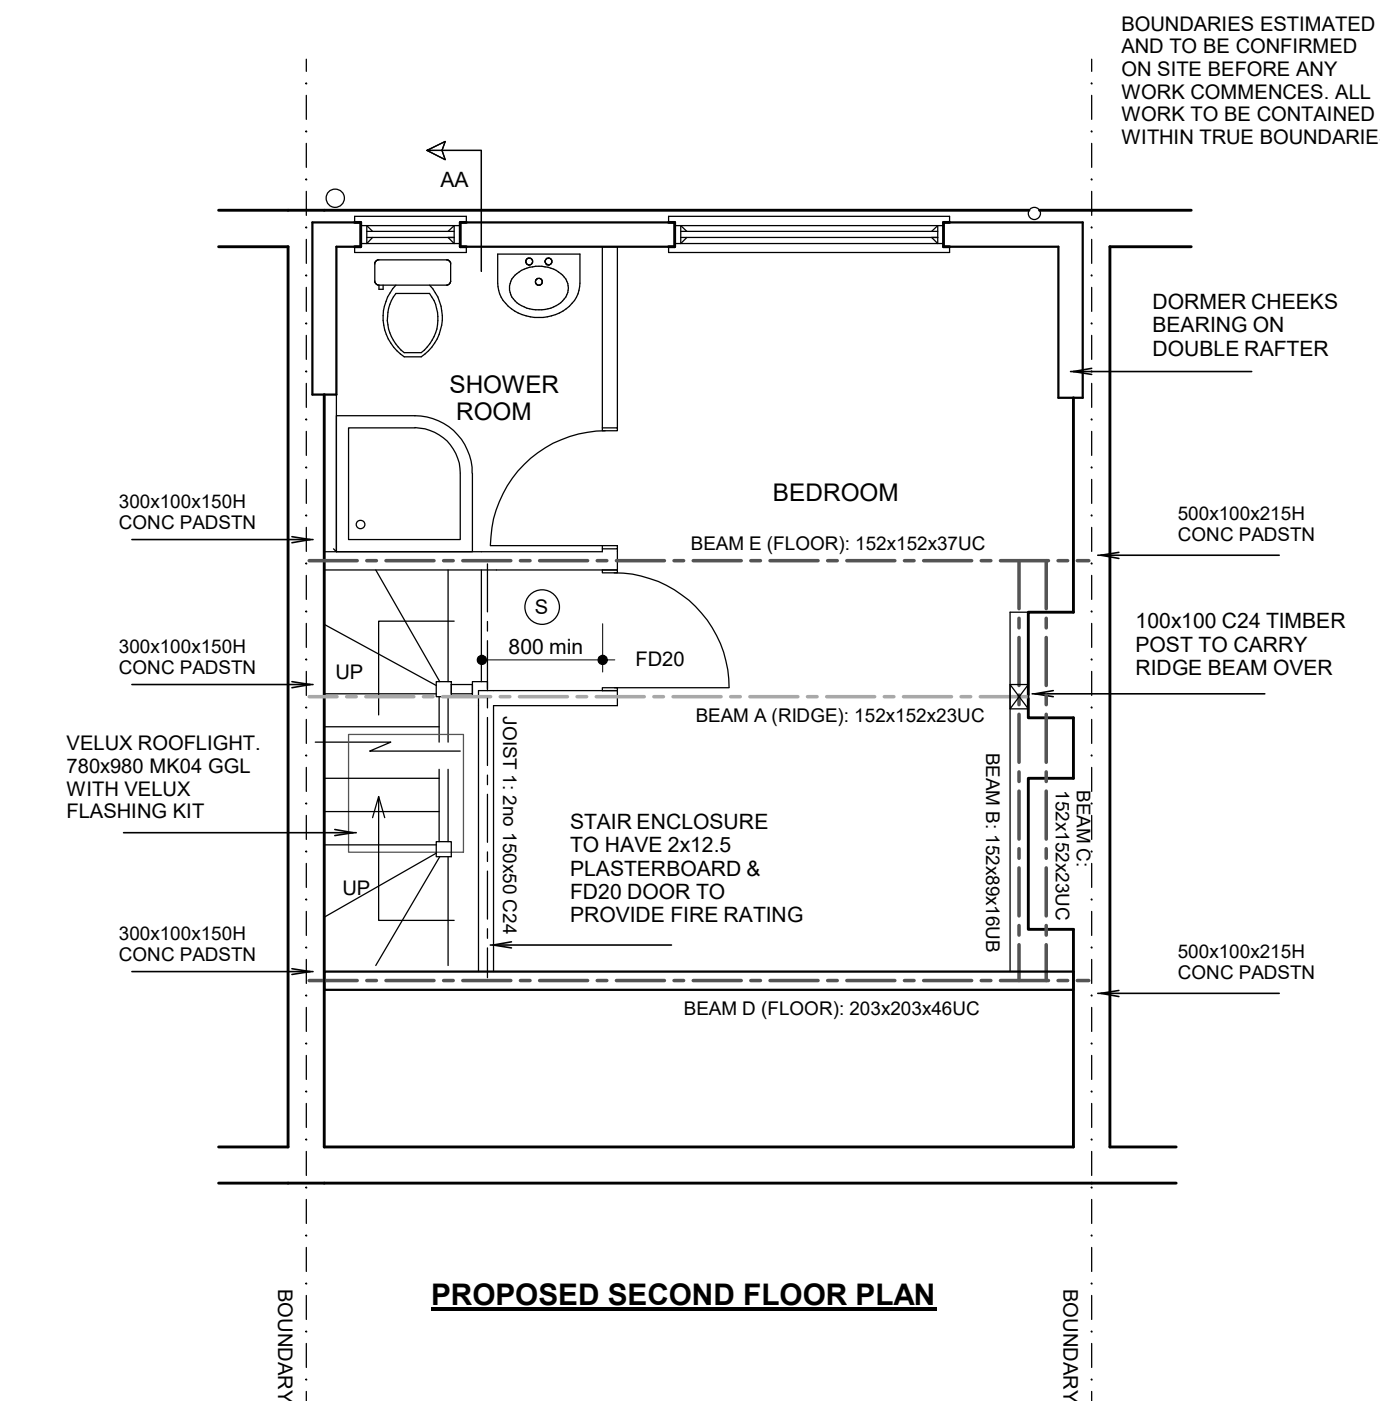 BOUNDARIES ESTIMATED
AND TO BE CONFIRMED
ON SITE BEFORE ANY
WORK COMMENCES. ALL
WORK TO BE CONTAINED
WITHIN TRUE BOUNDARIE
AA
DORMER CHEEKS
BEARING ON
DOUBLE RAFTER
SHOWER
ROOM
BEDROOM
300x100x150H
CONC PADSTN
500x100x215H
CONC PADSTN
BEAM E (FLOOR): 152x152x37UC
S
800 min
FD20
UP
300x100x150H
CONC PADSTN
100x100 C24 TIMBER
POST TO CARRY
RIDGE BEAM OVER
BEAM A (RIDGE): 152x152x23UC
VELUX ROOFLIGHT.
780x980 MK04 GGL
WITH VELUX
FLASHING KIT
JOIST 1: 2no 150x50 C24
STAIR ENCLOSURE
TO HAVE 2x12.5
PLASTERBOARD &
FD20 DOOR TO
PROVIDE FIRE RATING
BEAM B: 152x89x16UB
BEAM C:
152x152x23UC
UP
300x100x150H
CONC PADSTN
500x100x215H
CONC PADSTN
BEAM D (FLOOR): 203x203x46UC
PROPOSED SECOND FLOOR PLAN
BOUNDARY
BOUNDARY